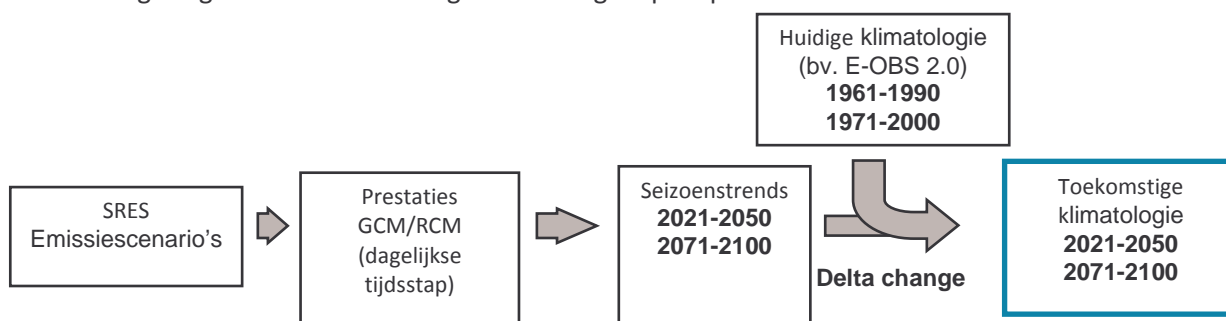 Huidige klimatologie
(bv. E-OBS 2.0)
1961-1990
1971-2000
SRES
Emissiescenario's
Prestaties
GCM/RCM
(dagelijkse
tijdsstap)
Seizoenstrends
2021-2050
2071-2100
Delta change
Toekomstige
klimatologie
2021-2050
2071-2100